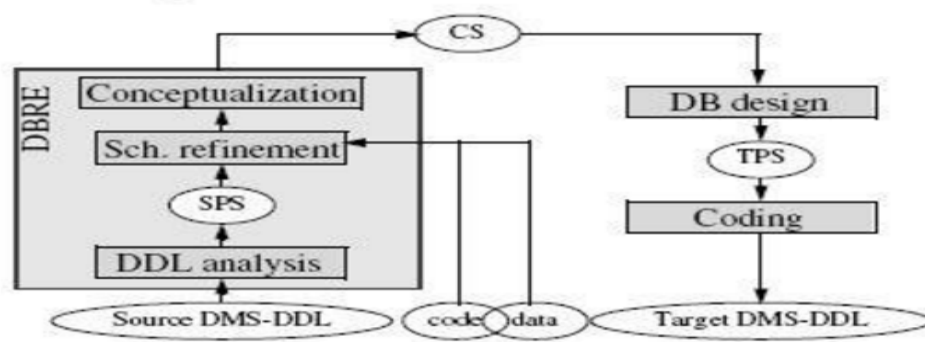 CS
DBRE
Conceptualization
DB design
Sch. refinement
TPS
SPS
Coding
DDL analysis
Source DMS-DDL
code
data
Target DMS-DDL